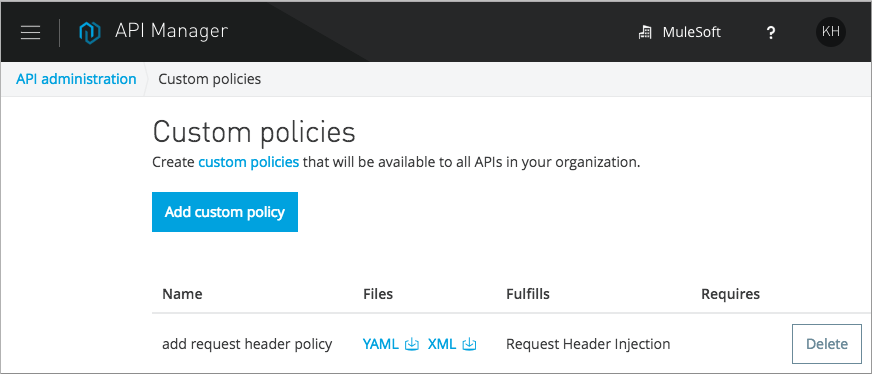 API Manager
MuleSoft
?
KH
API administration
Custom policies
Custom policies
Create custom policies that will be available to all APIs in your organization.
Add custom policy
Name Files Fulfills Requires
add request header policy YAML XML Request Header Injection Delete